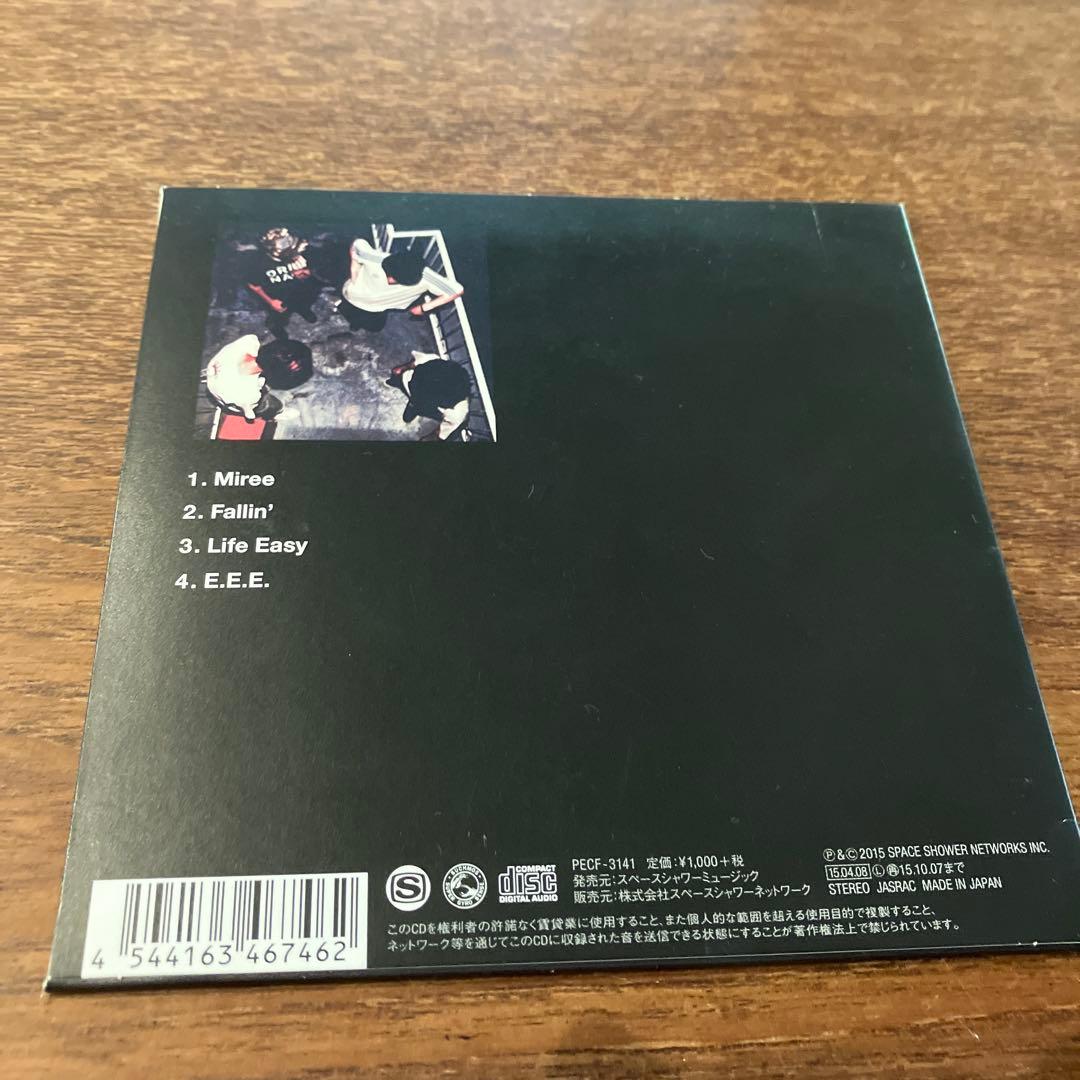 1. Miree
2. Fallin'
3. Life Easy
4. E.E.E.
PECF-3141 定価:¥1,000+税
発売元:スペースシャワーミュージック
販売元:株式会社スペースシャワーネットワーク
Ⓟ&©2015 SPACE SHOWER NETWORKS INC.
15.04.08 Ⓛ 15.10.07まで
STEREO JASRAC MADE IN JAPAN
S
SUCHMOS
COMPACT
disc
DIGITAL AUDIO
このCDを権利者の許諾なく賃貸業に使用すること、また個人的な範囲を超える使用目的で複製すること、
ネットワーク等を通じてこのCDに収録された音を送信できる状態にすることが著作権法上で禁じられています。
4 544163 467462